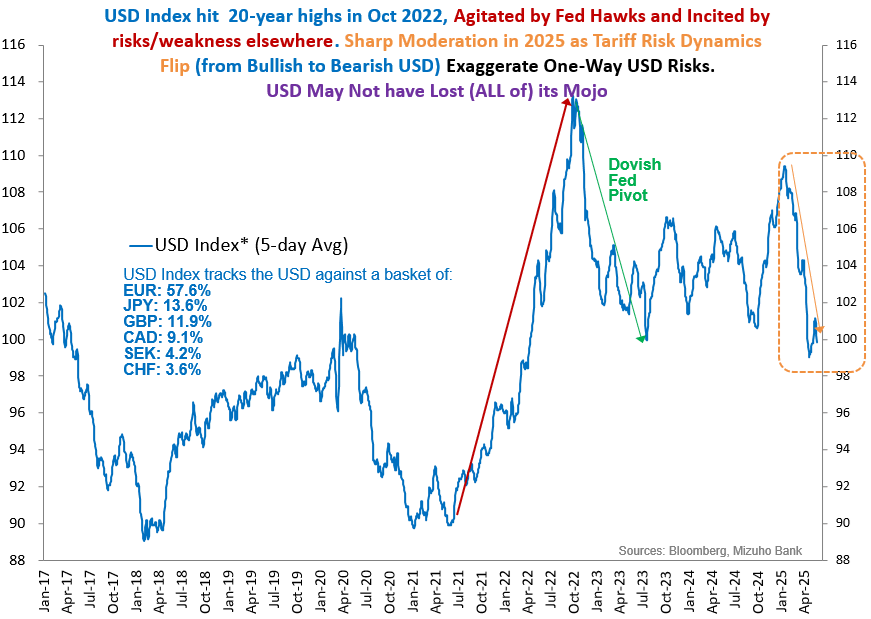 USD Index hit 20-year highs in Oct 2022, Agitated by Fed Hawks and Incited by
risks/weakness elsewhere. Sharp Moderation in 2025 as Tariff Risk Dynamics
Flip (from Bullish to Bearish USD) Exaggerate One-Way USD Risks.
USD May Not have Lost (ALL of) its Mojo
116
114
112
110
108
106
104
102
100
98
96
94
92
90
88
116
114
112
110
108
106
104
102
100
98
96
94
92
90
88
Dovish
Fed
Pivot
USD Index* (5-day Avg)
USD Index tracks the USD against a basket of:
EUR: 57.6%
JPY: 13.6%
GBP: 11.9%
CAD: 9.1%
SEK: 4.2%
CHF: 3.6%
Sources: Bloomberg, Mizuho Bank
Jan-17
Apr-17
Jul-17
Oct-17
Jan-18
Apr-18
Jul-18
Oct-18
Jan-19
Apr-19
Jul-19
Oct-19
Jan-20
Apr-20
Jul-20
Oct-20
Jan-21
Apr-21
Jul-21
Oct-21
Jan-22
Apr-22
Jul-22
Oct-22
Jan-23
Apr-23
Jul-23
Oct-23
Jan-24
Apr-24
Jul-24
Oct-24
Jan-25
Apr-25